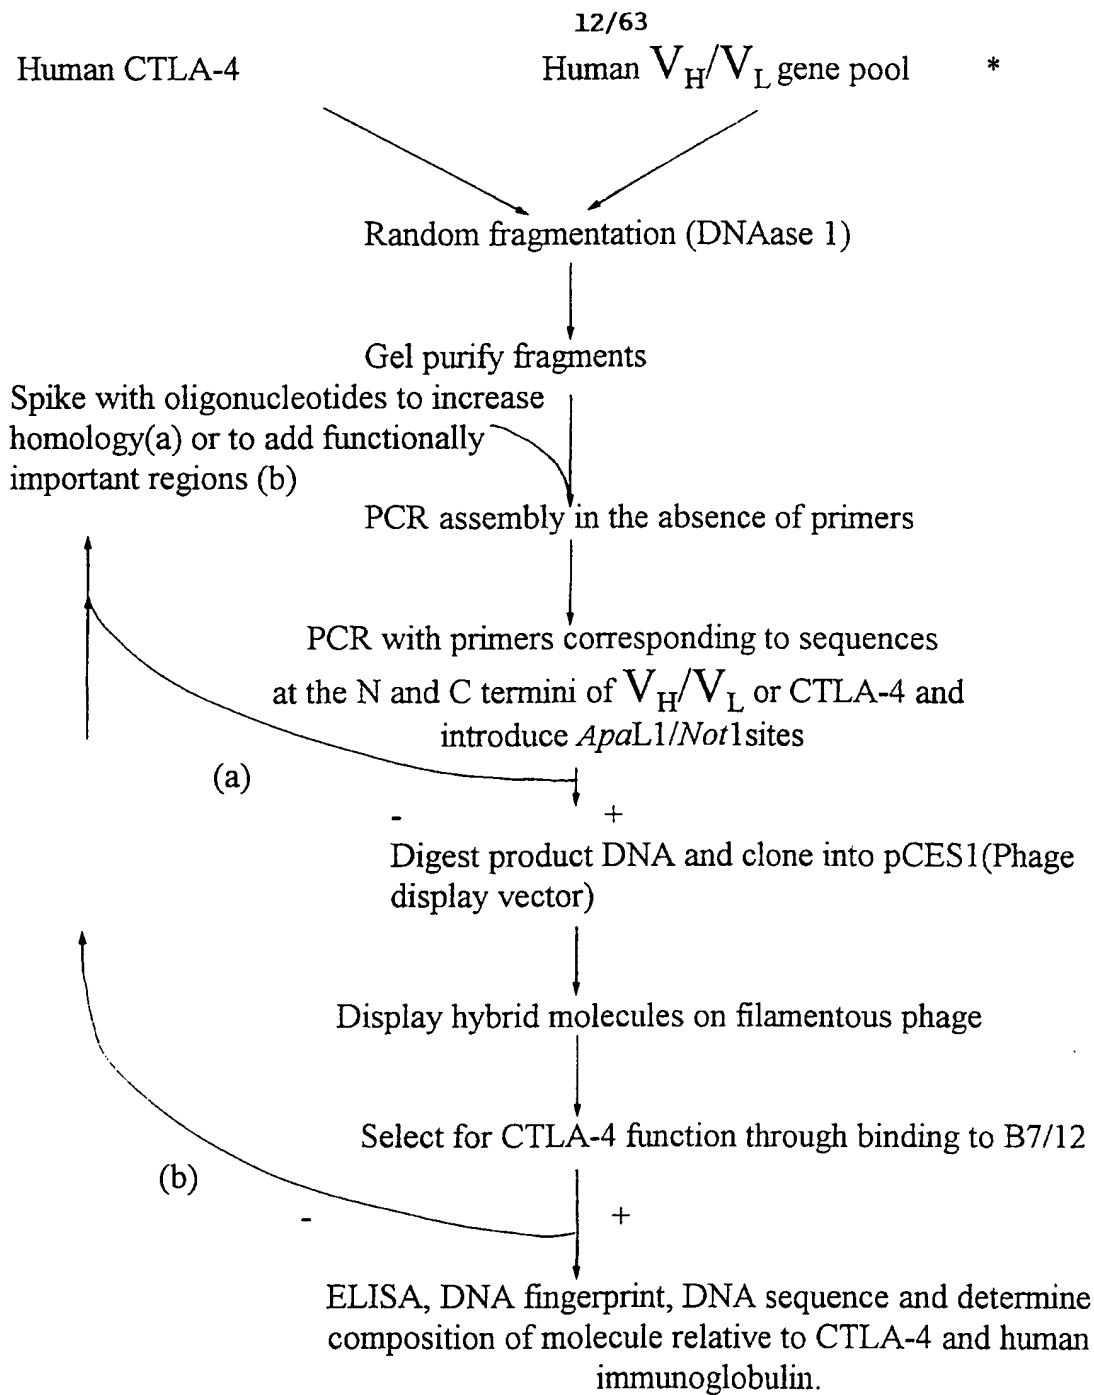 12/63
Human CTLA-4
Human VH/VL gene pool *
Random fragmentation (DNAase 1)
Gel purify fragments
Spike with oligonucleotides to increase
homology(a) or to add functionally
important regions (b)
PCR assembly in the absence of primers
PCR with primers corresponding to sequences
at the N and C termini of VH/VL or CTLA-4 and
introduce ApaL1/Not1sites
(a)
- +
Digest product DNA and clone into pCES1(Phage
display vector)
Display hybrid molecules on filamentous phage
Select for CTLA-4 function through binding to B7/12
(b)
- +
ELISA, DNA fingerprint, DNA sequence and determine
composition of molecule relative to CTLA-4 and human
immunoglobulin.